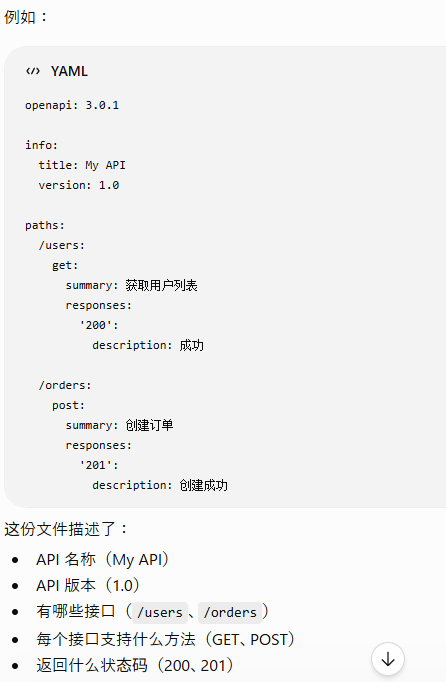 例如：
YAML
openapi: 3.0.1
info:
  title: My API
  version: 1.0
paths:
  /users:
    get:
      summary: 获取用户列表
      responses:
        '200':
          description: 成功
  /orders:
    post:
      summary: 创建订单
      responses:
        '201':
          description: 创建成功
这份文件描述了：
• API 名称（My API）
• API 版本（1.0）
• 有哪些接口（/users、/orders）
• 每个接口支持什么方法（GET、POST）
• 返回什么状态码（200、201）